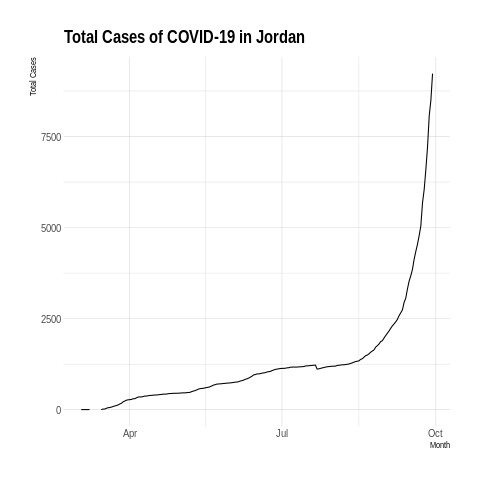 Total Cases of COVID-19 in Jordan
Total Cases
7500
5000
2500
0
Apr
Jul
Oct
Month